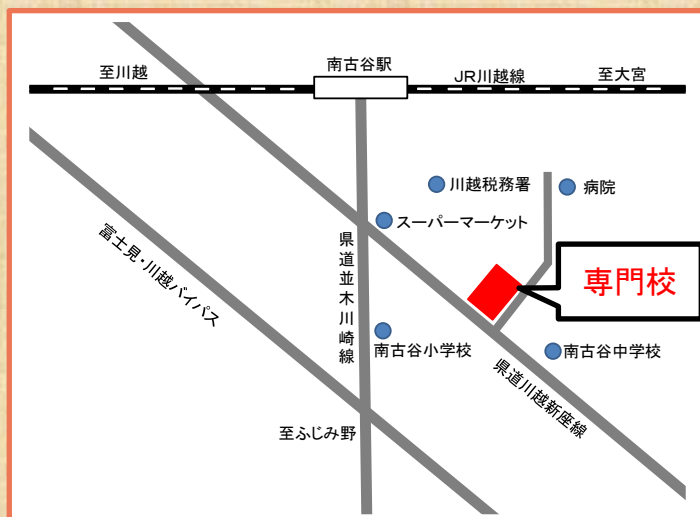 南古谷駅
至川越
JR川越線
至大宮
川越税務署
病院
スーパーマーケット
県道並木川崎線
富士見・川越バイパス
専門校
南古谷小学校
南古谷中学校
県道川越新座線
至ふじみ野